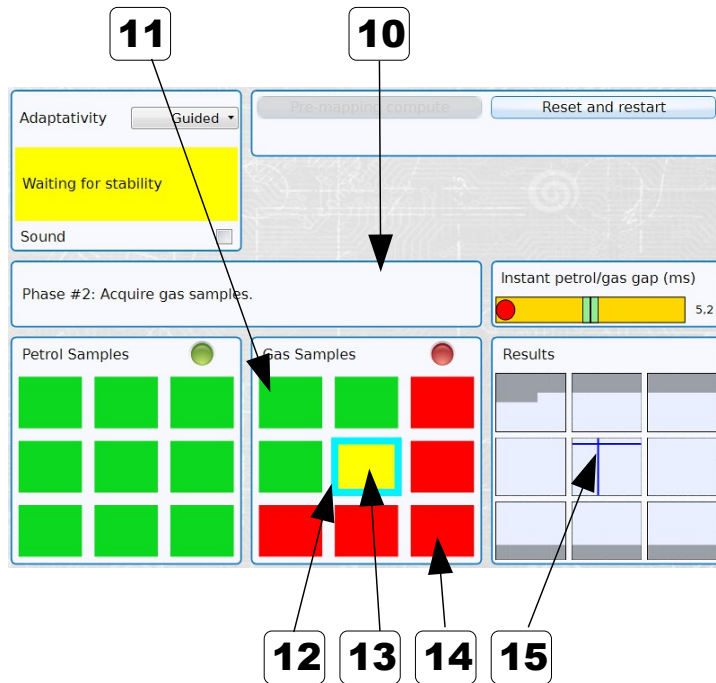 11
10
Adaptativity
Guided
Pre-mapping compute
Reset and restart
Waiting for stability
Sound
Phase #2: Acquire gas samples.
Instant petrol/gas gap (ms)
5,2
Petrol Samples
Gas Samples
Results
12
13
14
15